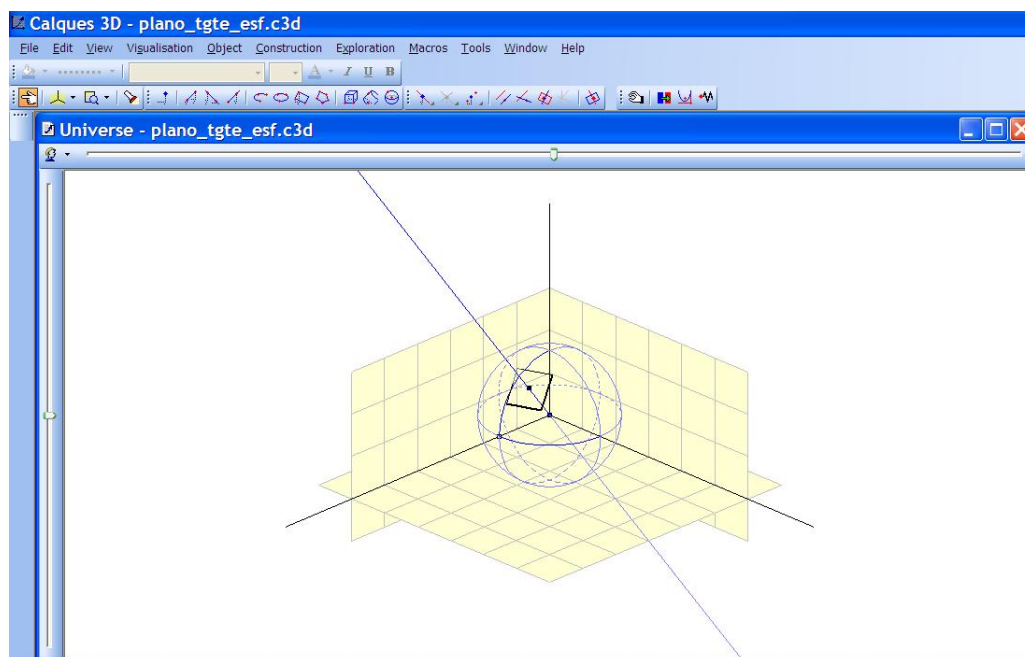 Calques 3D - plano_tgte_esf.c3d
File Edit View Visualisation Object Construction Exploration Macros Tools Window Help
A I U B
Universe - plano_tgte_esf.c3d